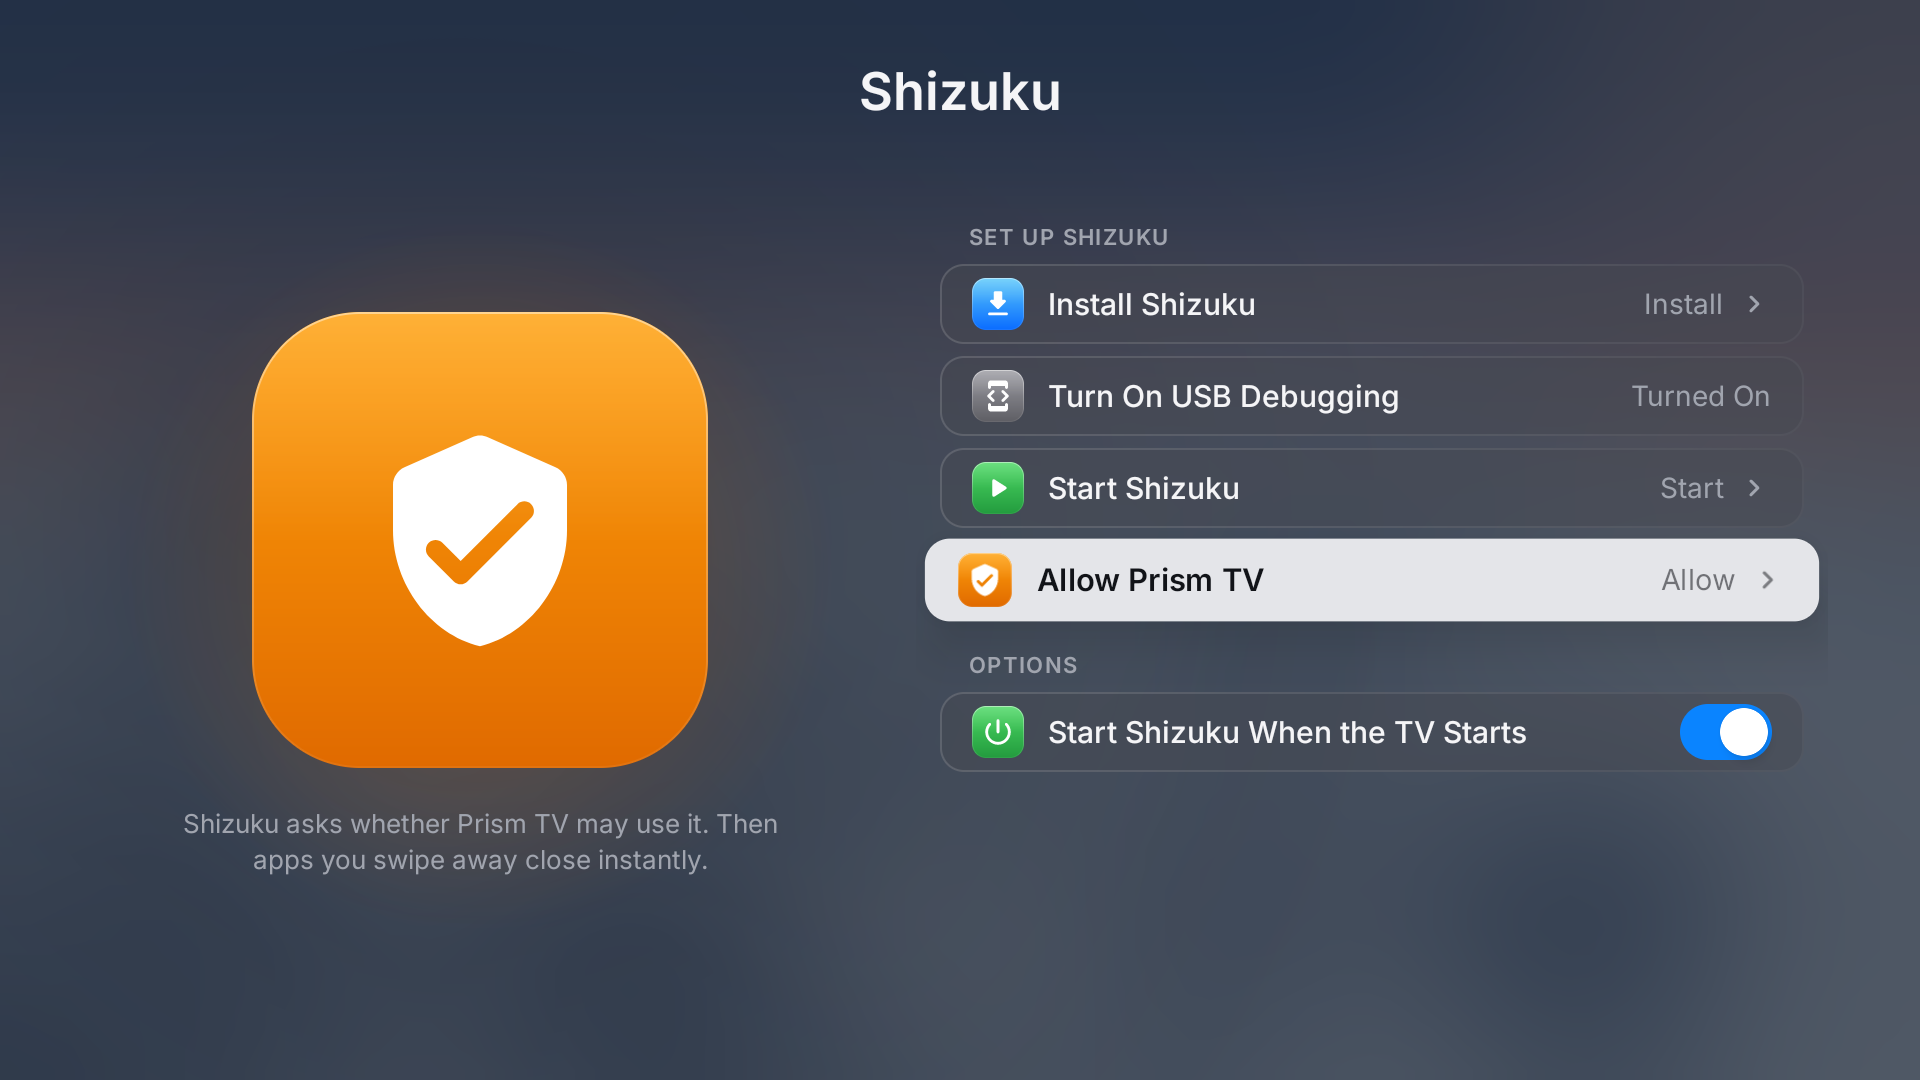 Shizuku
SET UP SHIZUKU
Install Shizuku Install
Turn On USB Debugging Turned On
Start Shizuku Start
Allow Prism TV Allow
OPTIONS
Start Shizuku When the TV Starts
Shizuku asks whether Prism TV may use it. Then
apps you swipe away close instantly.